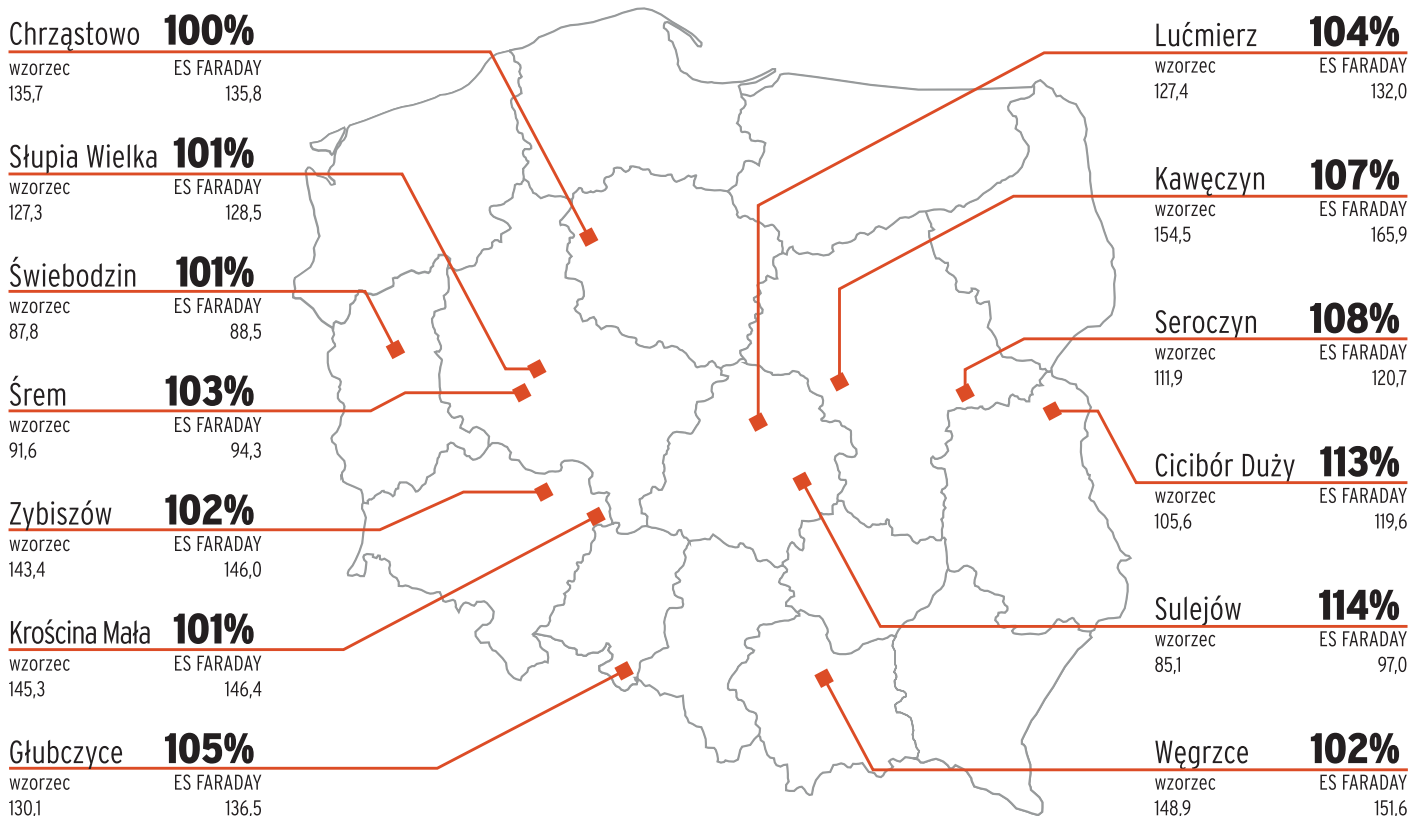 Chrząstowo 100%
wzorzec ES FARADAY
135,7 135,8
Słupia Wielka 101%
wzorzec ES FARADAY
127,3 128,5
Świebodzin 101%
wzorzec ES FARADAY
87,8 88,5
Śrem 103%
wzorzec ES FARADAY
91,6 94,3
Zybiszów 102%
wzorzec ES FARADAY
143,4 146,0
Krościna Mała 101%
wzorzec ES FARADAY
145,3 146,4
Głubczyce 105%
wzorzec ES FARADAY
130,1 136,5
Lućmierz 104%
wzorzec ES FARADAY
127,4 132,0
Kawęczyn 107%
wzorzec ES FARADAY
154,5 165,9
Seroczyn 108%
wzorzec ES FARADAY
111,9 120,7
Cicibór Duży 113%
wzorzec ES FARADAY
105,6 119,6
Sulejów 114%
wzorzec ES FARADAY
85,1 97,0
Węgrzce 102%
wzorzec ES FARADAY
148,9 151,6